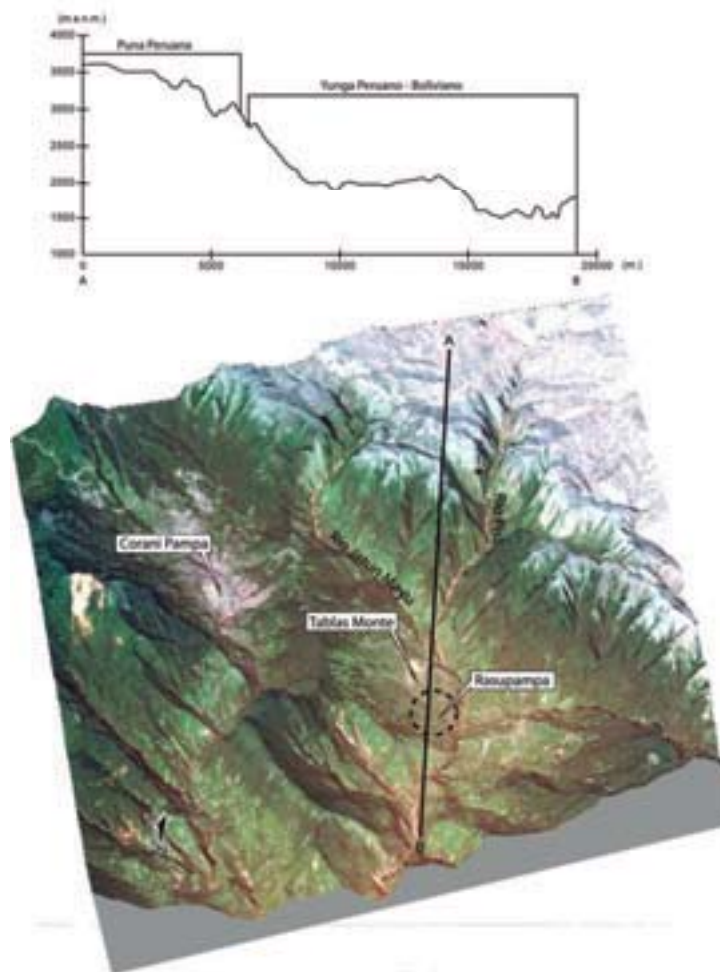 (m s.n.m.)
4000
Puna Peruana
3500
Yunga Peruano - Boliviano
3000
2500
2000
1500
1000
0
5000
10000
15000
20000
(m.)
A
B
A
Corani Pampa
Tablas Monte
Rasupampa